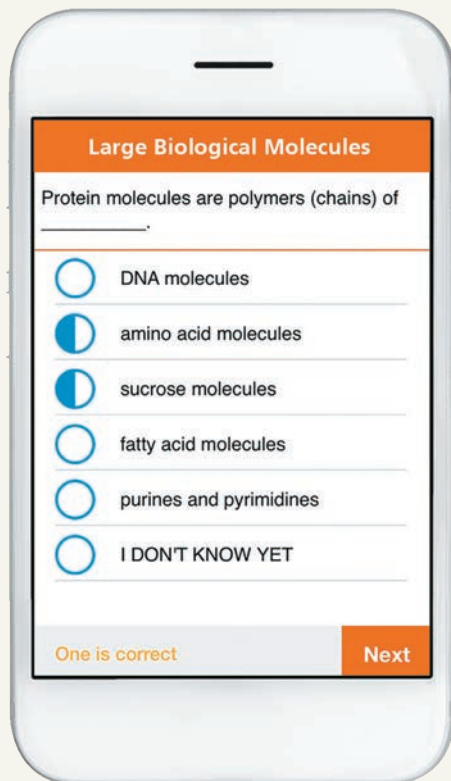 Large Biological Molecules
Protein molecules are polymers (chains) of
___________.
DNA molecules
amino acid molecules
sucrose molecules
fatty acid molecules
purines and pyrimidines
I DON'T KNOW YET
One is correct
Next